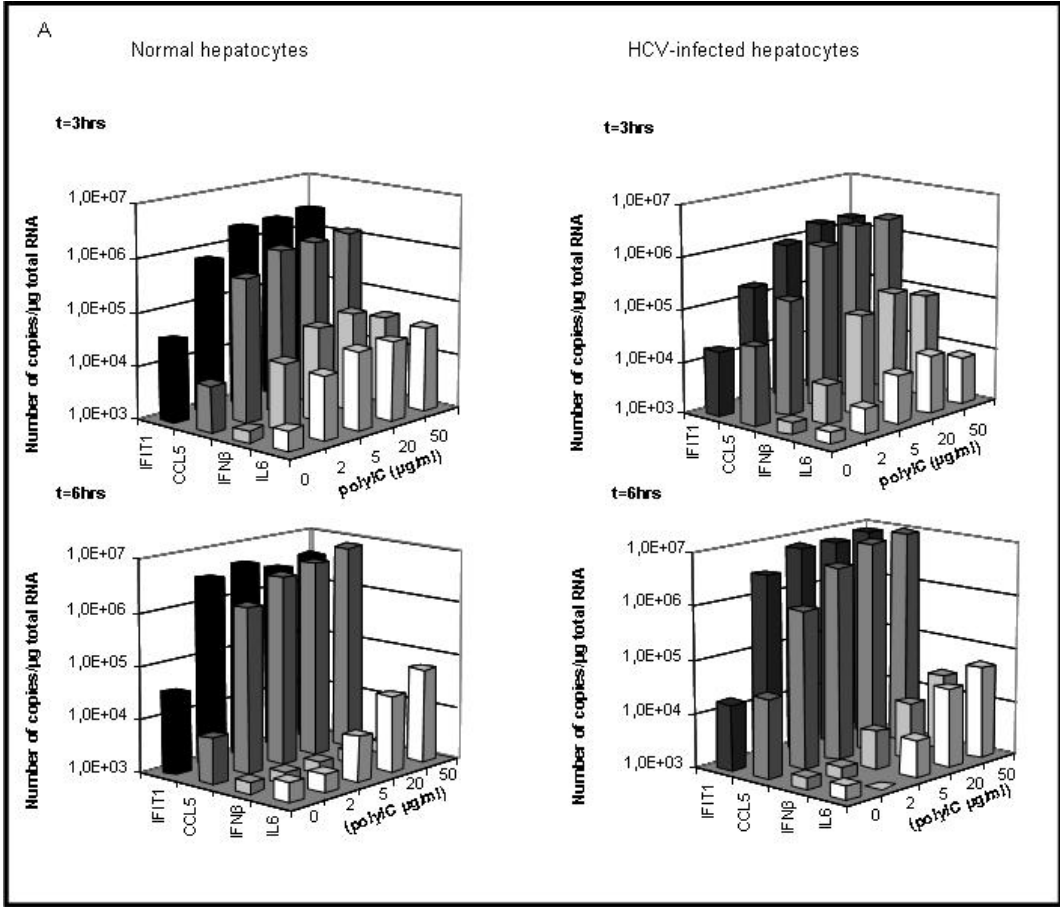 A
Normal hepatocytes
HCV-infected hepatocytes
t=3hrs
Number of copies/µg total RNA
1,0E+07
1,0E+06
1,0E+05
1,0E+04
1,0E+03
IFIT1
CCL5
IFNβ
IL6
0
2
5
20
50
polyIC (µg/ml)
t=3hrs
Number of copies/µg total RNA
1,0E+07
1,0E+06
1,0E+05
1,0E+04
1,0E+03
IFIT1
CCL5
IFNβ
IL6
0
2
5
20
50
polyIC (µg/ml)
t=6hrs
Number of copies/µg total RNA
1,0E+07
1,0E+06
1,0E+05
1,0E+04
1,0E+03
IFIT1
CCL5
IFNβ
IL6
0
2
5
20
50
(polyIC µg/ml)
t=6hrs
Number of copies/µg total RNA
1,0E+07
1,0E+06
1,0E+05
1,0E+04
1,0E+03
IFIT1
CCL5
IFNβ
IL6
0
2
5
20
50
(polyIC µg/ml)